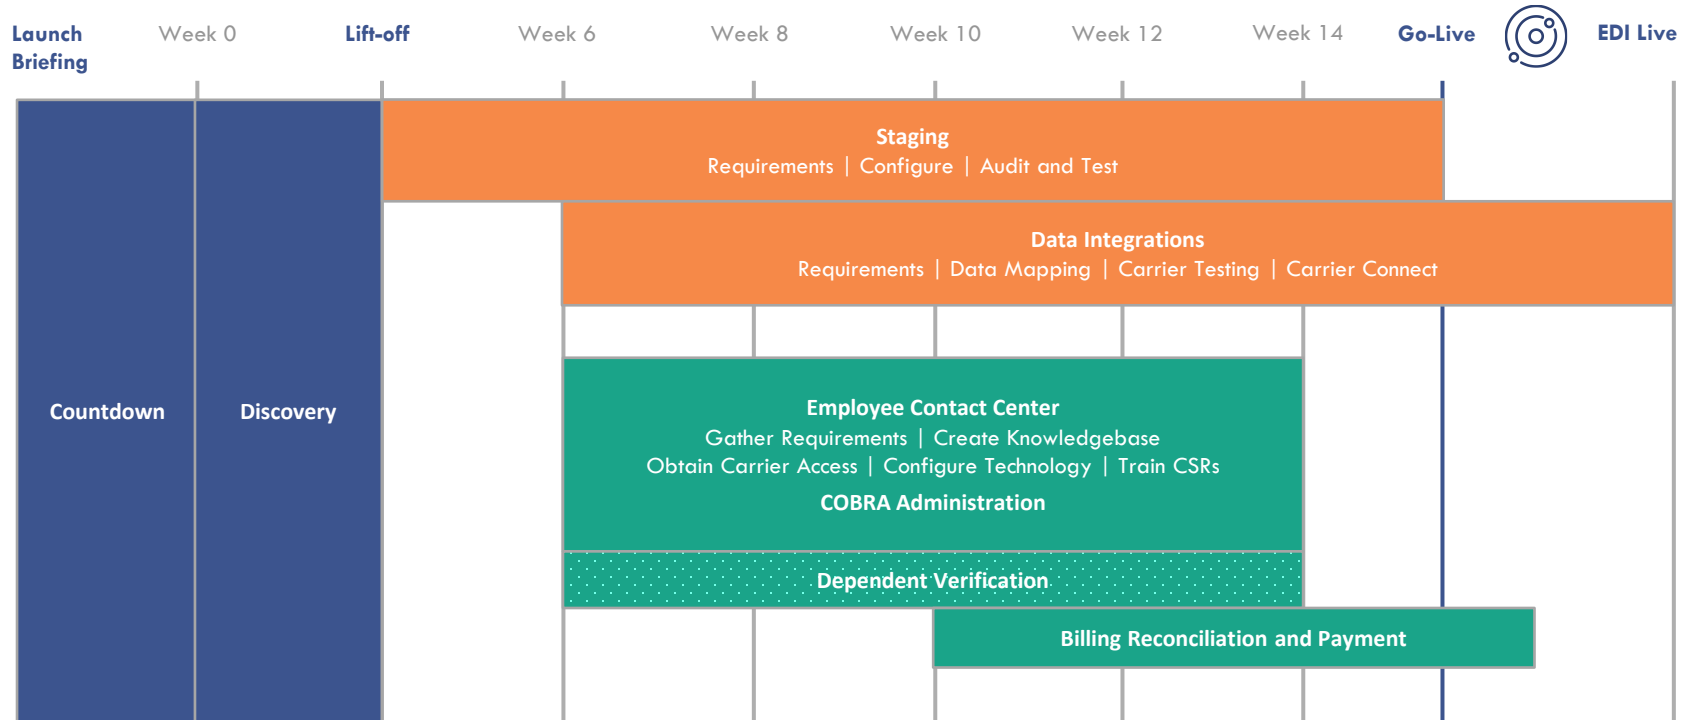 Launch Briefing
Week 0
Lift-off
Week 6
Week 8
Week 10
Week 12
Week 14
Go-Live
EDI Live
Staging
Requirements | Configure | Audit and Test
Data Integrations
Requirements | Data Mapping | Carrier Testing | Carrier Connect
Countdown
Discovery
Employee Contact Center
Gather Requirements | Create Knowledgebase
Obtain Carrier Access | Configure Technology | Train CSRs
COBRA Administration
Dependent Verification
Billing Reconciliation and Payment